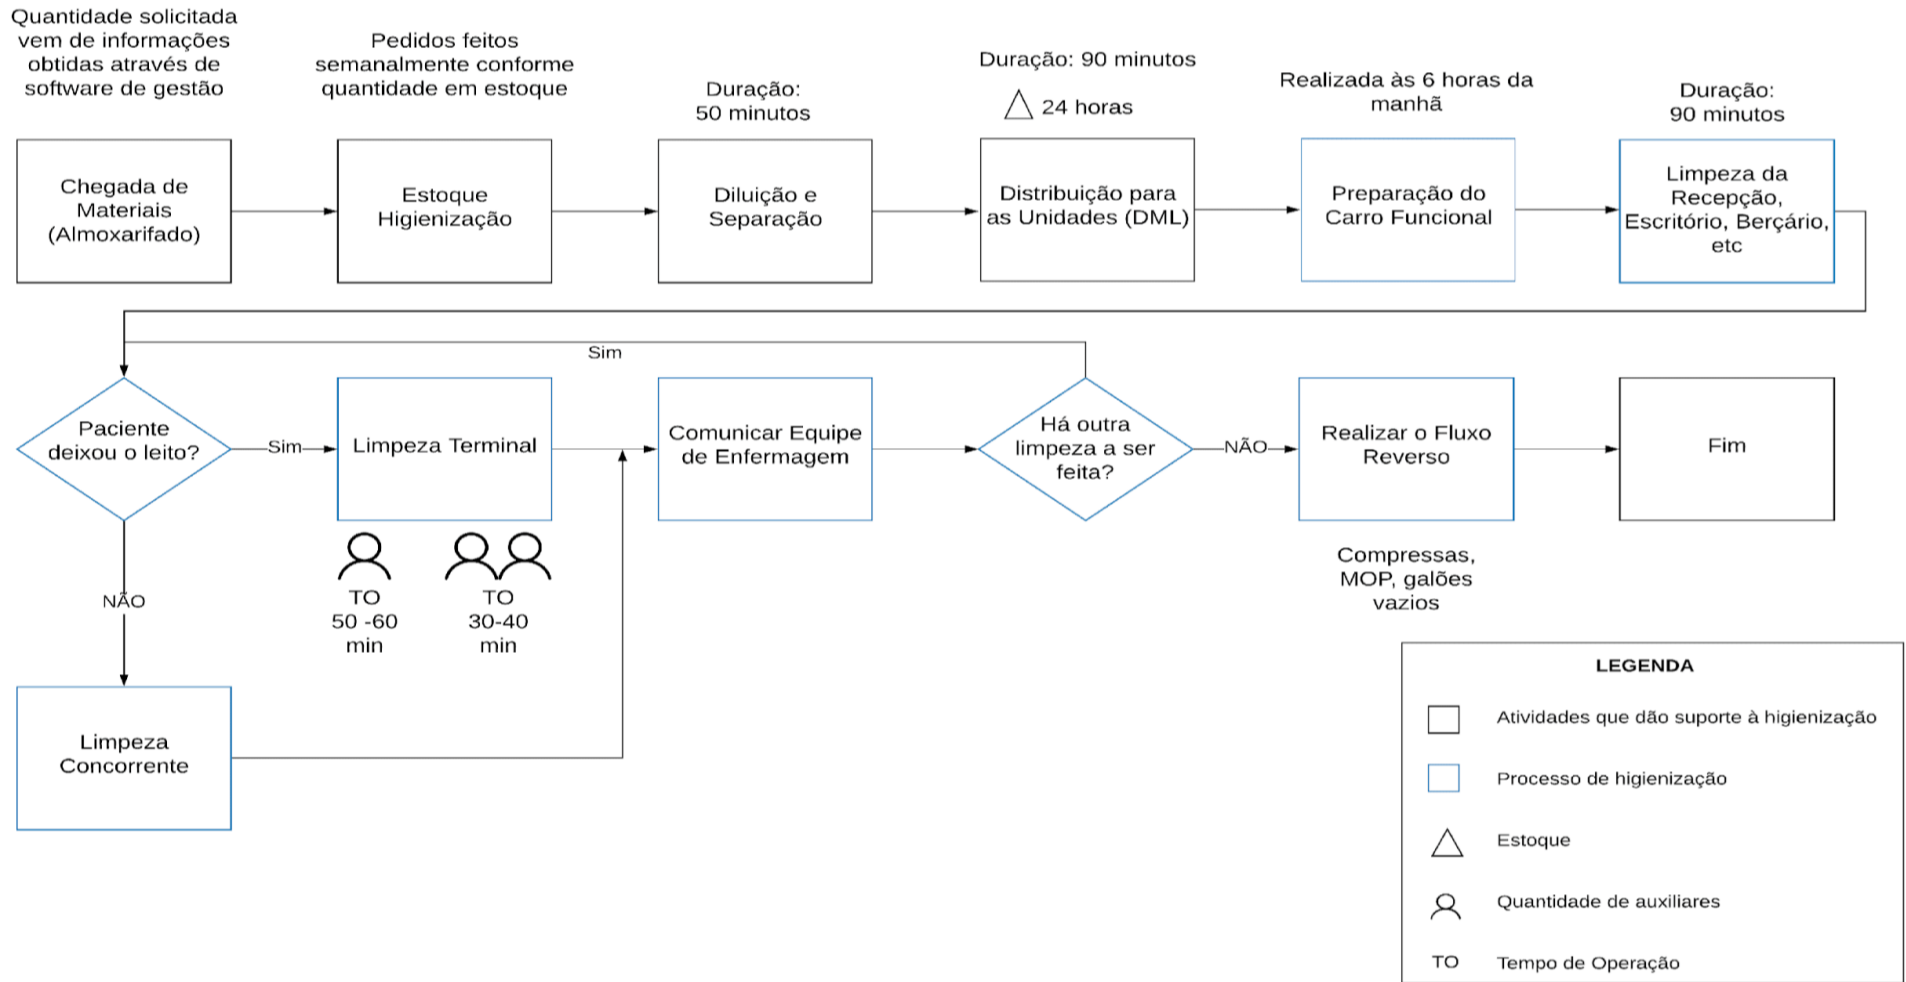 Quantidade solicitada
vem de informações
obtidas através de
software de gestão
Pedidos feitos
semanalmente conforme
quantidade em estoque
Duração:
50 minutos
Duração: 90 minutos
24 horas
Realizada às 6 horas da
manhã
Duração:
90 minutos
Chegada de
Materiais
(Almoxarifado)
Estoque
Higienização
Diluição e
Separação
Distribuição para
as Unidades (DML)
Preparação do
Carro Funcional
Limpeza da
Recepção,
Escritório, Berçário,
etc
Sim
Paciente
deixou o leito?
Sim
Limpeza Terminal
Comunicar Equipe
de Enfermagem
Há outra
limpeza a ser
feita?
NÃO
Realizar o Fluxo
Reverso
Fim
TO
50 -60
min
TO
30-40
min
Compressas,
MOP, galões
vazios
NÃO
Limpeza
Concorrente
LEGENDA
Atividades que dão suporte à higienização
Processo de higienização
Estoque
Quantidade de auxiliares
TO Tempo de Operação